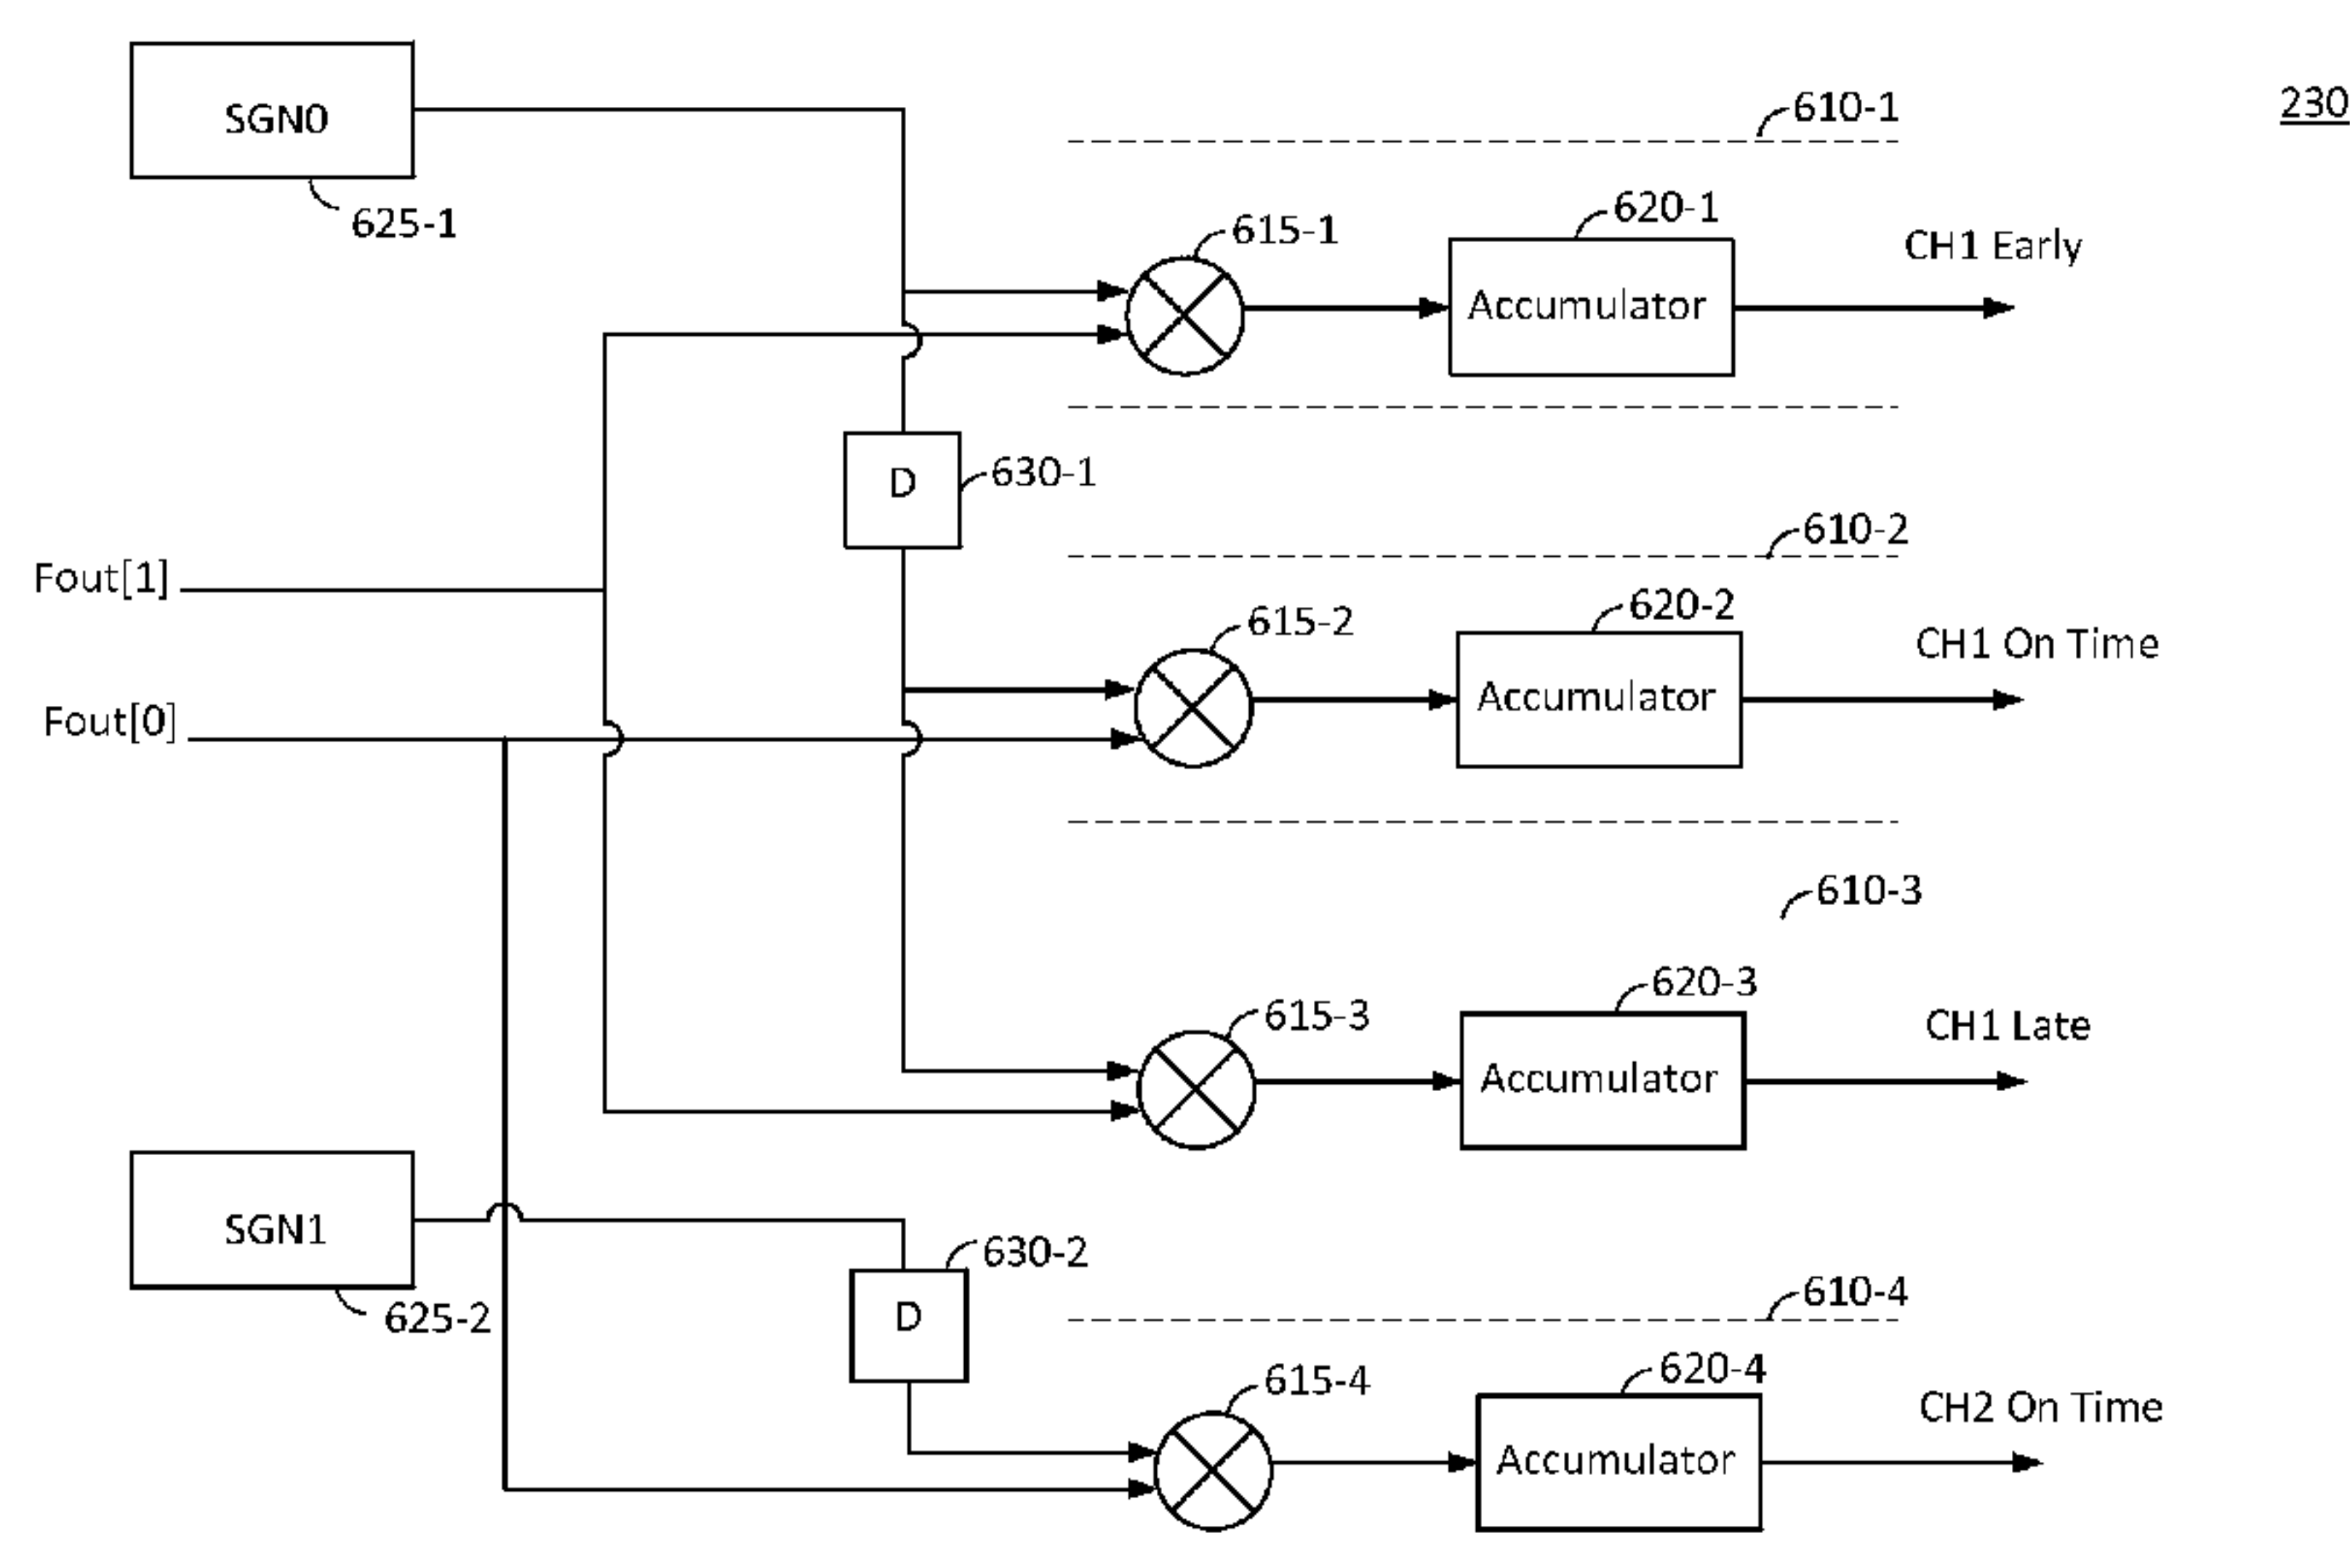 230
SGN0
625-1
610-1
615-1
620-1
Accumulator
CH1 Early
D
630-1
610-2
Fout[1]
615-2
620-2
Accumulator
CH1 On Time
Fout[0]
610-3
615-3
620-3
Accumulator
CH1 Late
SGN1
625-2
630-2
D
610-4
615-4
620-4
Accumulator
CH2 On Time